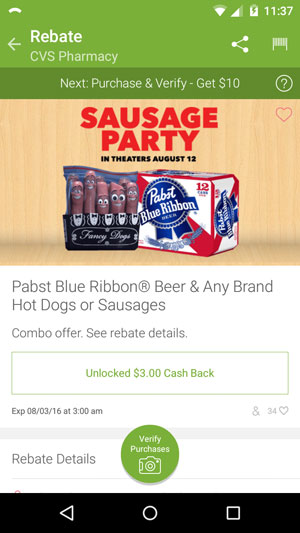 11:37
Rebate
CVS Pharmacy
Next: Purchase & Verify - Get $10
?
SAUSAGE
PARTY
IN THEATERS AUGUST 12
Fancy Dogs
Pabst
Blue Ribbon
BEER
12
CANS
Pabst Blue Ribbon® Beer & Any Brand
Hot Dogs or Sausages
Combo offer. See rebate details.
Unlocked $3.00 Cash Back
Exp 08/03/16 at 3:00 am
34
Verify
Purchases
Rebate Details